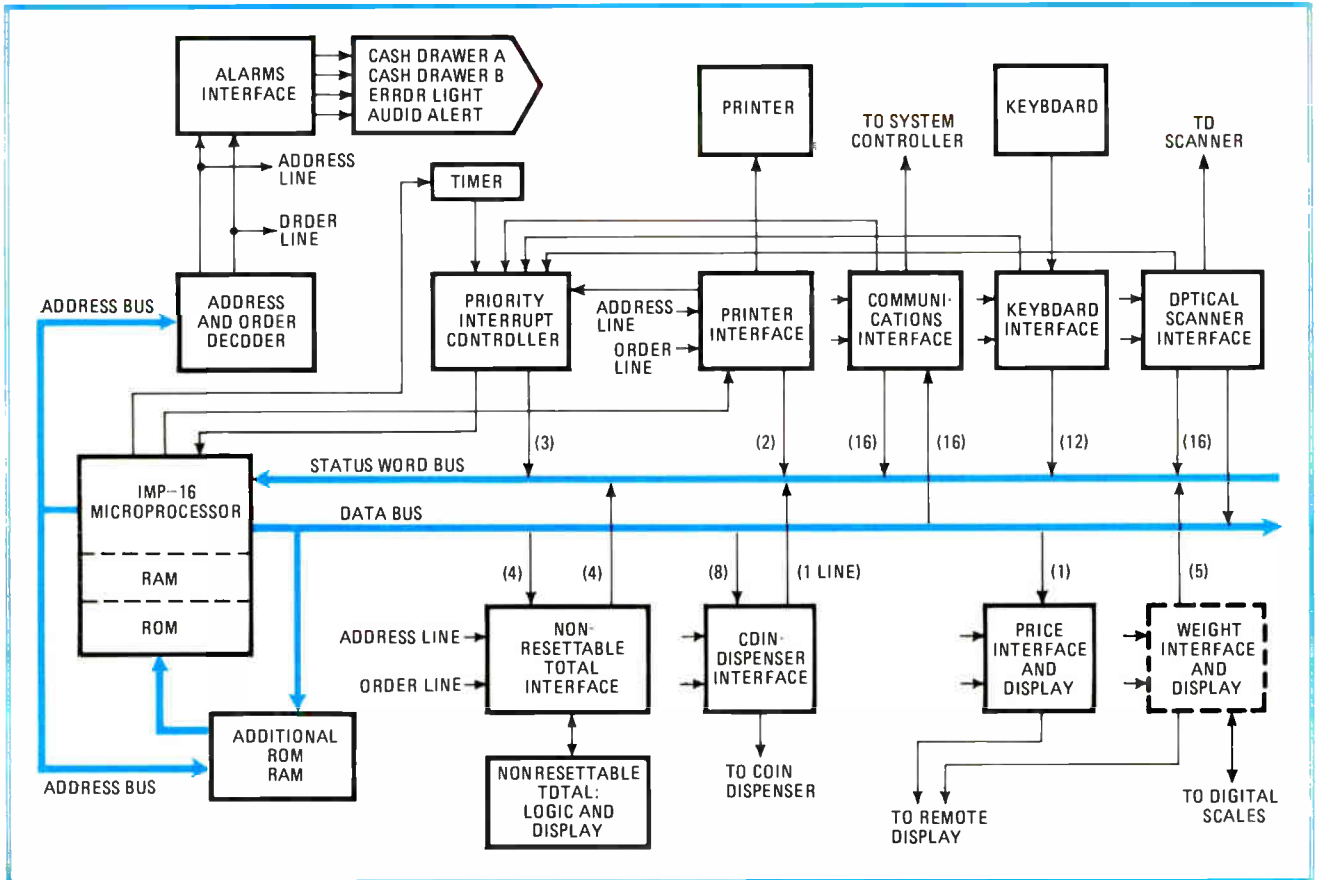 ALARMS
INTERFACE
CASH DRAWER A
CASH DRAWER B
ERROR LIGHT
AUDIO ALERT
PRINTER
TO SYSTEM
CONTROLLER
KEYBOARD
TO
SCANNER
ADDRESS
LINE
ORDER
LINE
TIMER
ADDRESS BUS
ADDRESS
AND ORDER
DECODER
PRIORITY
INTERRUPT
CONTROLLER
ADDRESS
LINE
ORDER
LINE
PRINTER
INTERFACE
COMMUNI-
CATIONS
INTERFACE
KEYBOARD
INTERFACE
OPTICAL
SCANNER
INTERFACE
(3)
(2)
(16)
(16)
(12)
(16)
STATUS WORD BUS
IMP-16
MICROPROCESSOR
RAM
ROM
DATA BUS
(4)
(4)
(8)
(1 LINE)
(1)
(5)
ADDRESS LINE
ORDER LINE
NON-
RESETTABLE
TOTAL
INTERFACE
COIN-
DISPENSER
INTERFACE
PRICE
INTERFACE
AND
DISPLAY
WEIGHT
INTERFACE
AND
DISPLAY
ADDITIONAL
ROM
RAM
ADDRESS BUS
NONRESETTABLE
TOTAL:
LOGIC AND
DISPLAY
TO COIN
DISPENSER
TO REMOTE
DISPLAY
TO DIGITAL
SCALES